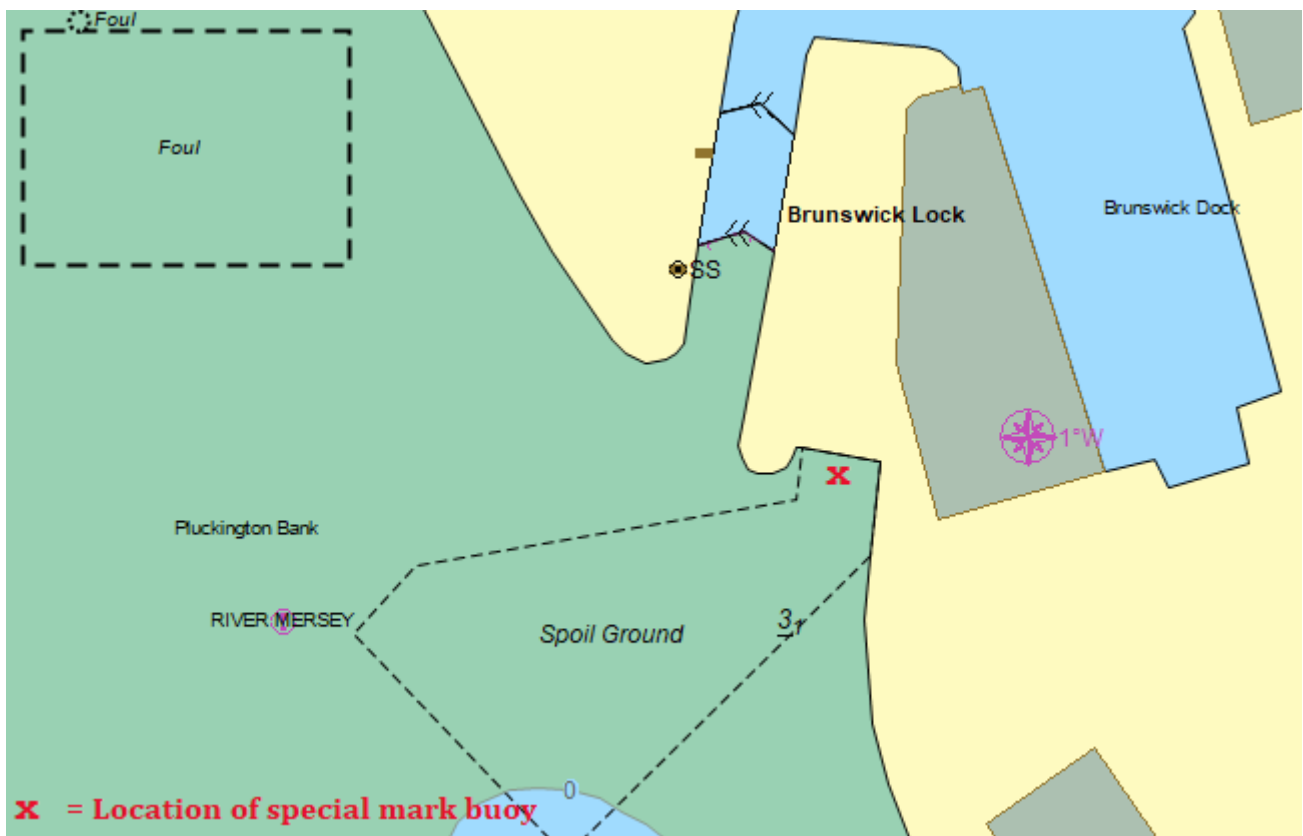 Foul
Foul
Brunswick Lock
Brunswick Dock
SS
1°W
Pluckington Bank
RIVER MERSEY
Spoil Ground
31
0
x = Location of special mark buoy
x